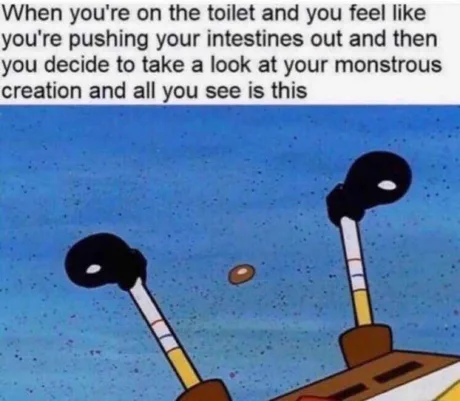 When you're on the toilet and you feel like
you're pushing your intestines out and then
you decide to take a look at your monstrous
creation and all you see is this